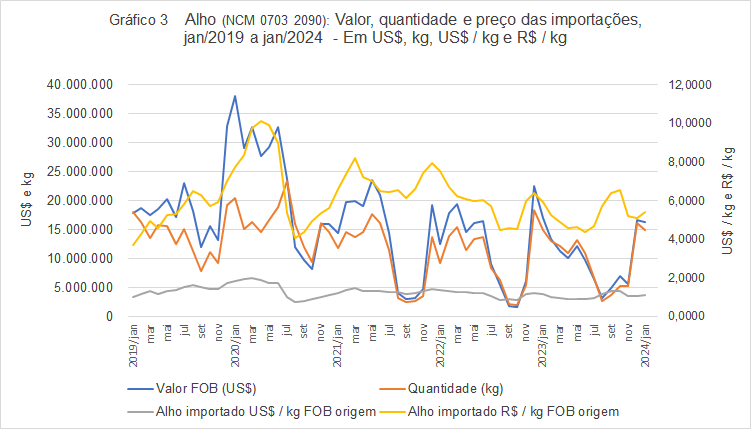 Gráfico 3 Alho (NCM 0703 2090): Valor, quantidade e preço das importações,
jan/2019 a jan/2024 - Em US$, kg, US$ / kg e R$ / kg
US$ e kg
40.000.000
35.000.000
30.000.000
25.000.000
20.000.000
15.000.000
10.000.000
5.000.000
0
12,0000
10,0000
8,0000
6,0000
4,0000
2,0000
0,0000
US$ / kg e R$ / kg
2019/jan
mar
mai
jul
set
nov
2020/jan
mar
mai
jul
set
nov
2021/jan
mar
mai
jul
set
nov
2022/jan
mar
mai
jul
set
nov
2023/jan
mar
mai
jul
set
nov
2024/jan
Valor FOB (US$)
Quantidade (kg)
Alho importado US$ / kg FOB origem
Alho importado R$ / kg FOB origem